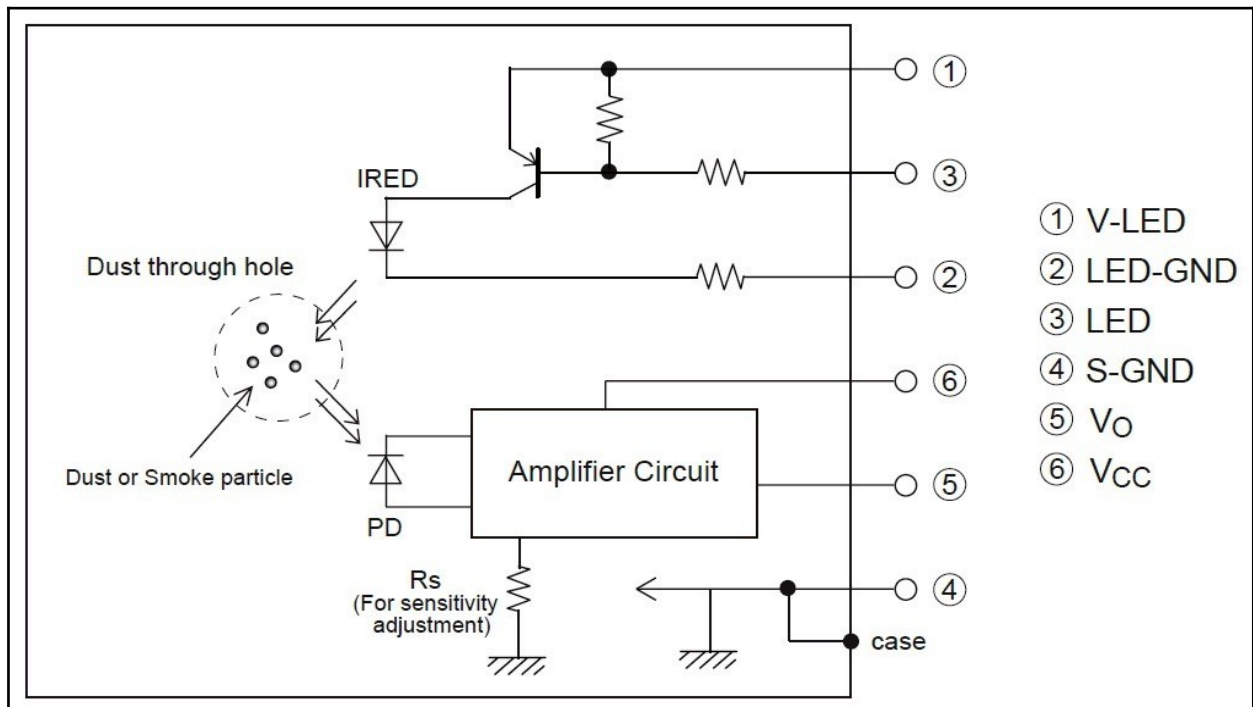 ①
IRED
③
Dust through hole
②
⑥
Dust or Smoke particle
Amplifier Circuit
⑤
PD
Rs
(For sensitivity
adjustment)
④
case
① V-LED
② LED-GND
③ LED
④ S-GND
⑤ VO
⑥ VCC